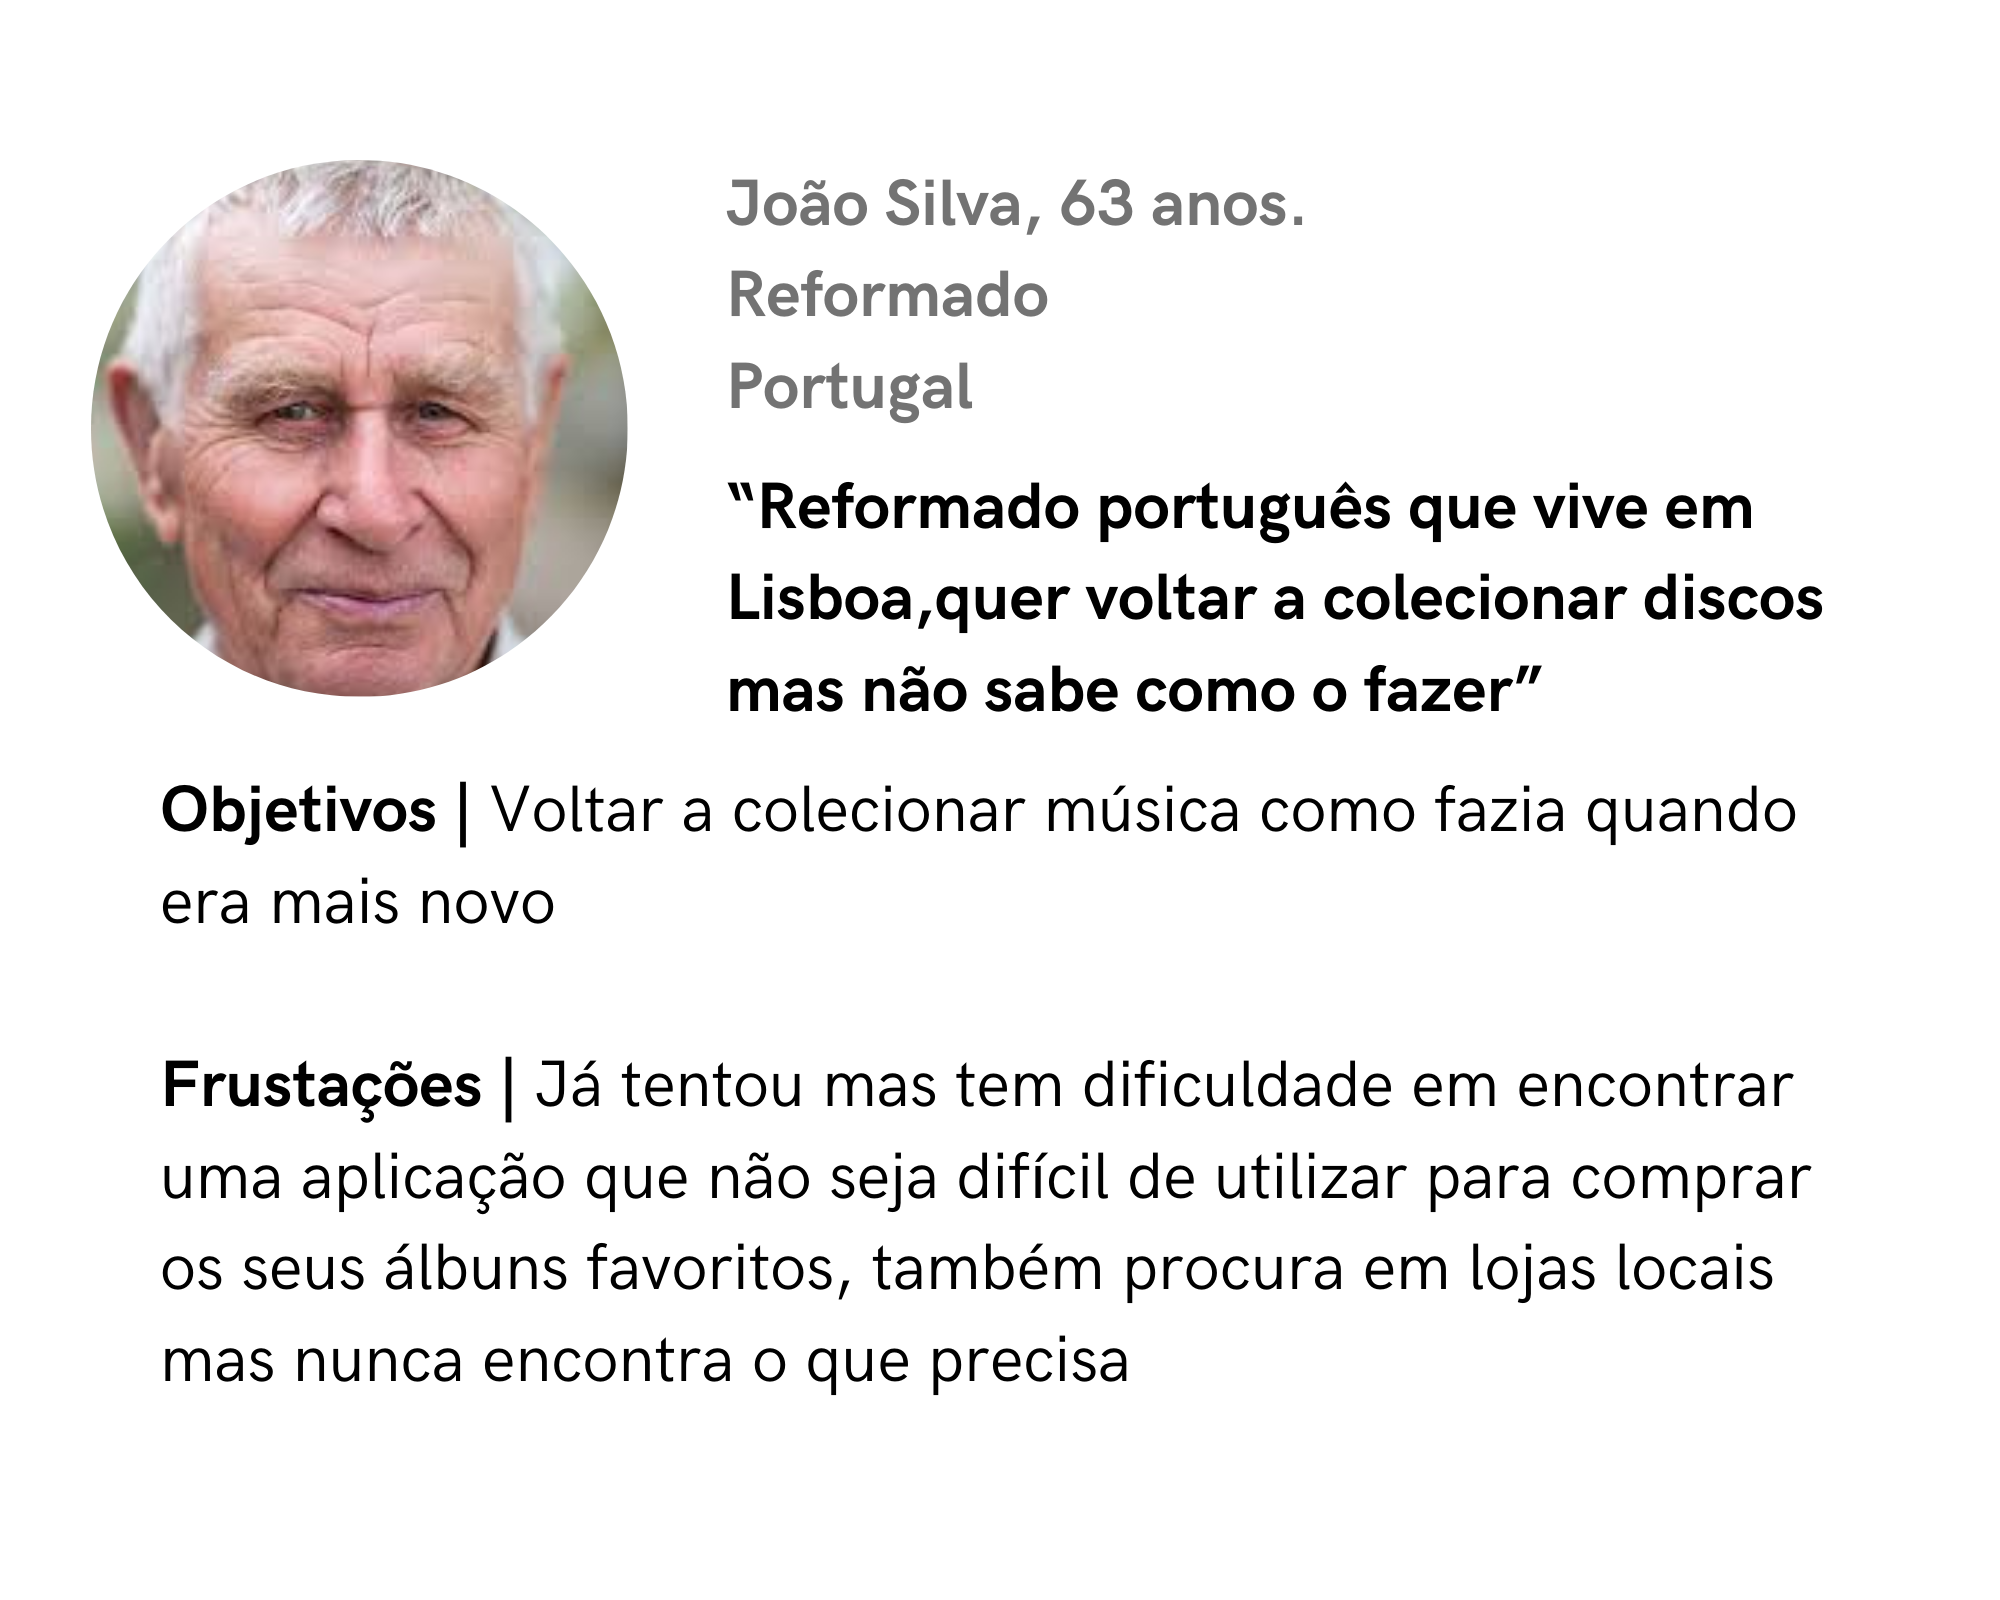 João Silva, 63 anos.
Reformado
Portugal
“Reformado português que vive em
Lisboa,quer voltar a colecionar discos
mas não sabe como o fazer”
Objetivos | Voltar a colecionar música como fazia quando
era mais novo
Frustações | Já tentou mas tem dificuldade em encontrar
uma aplicação que não seja difícil de utilizar para comprar
os seus álbuns favoritos, também procura em lojas locais
mas nunca encontra o que precisa